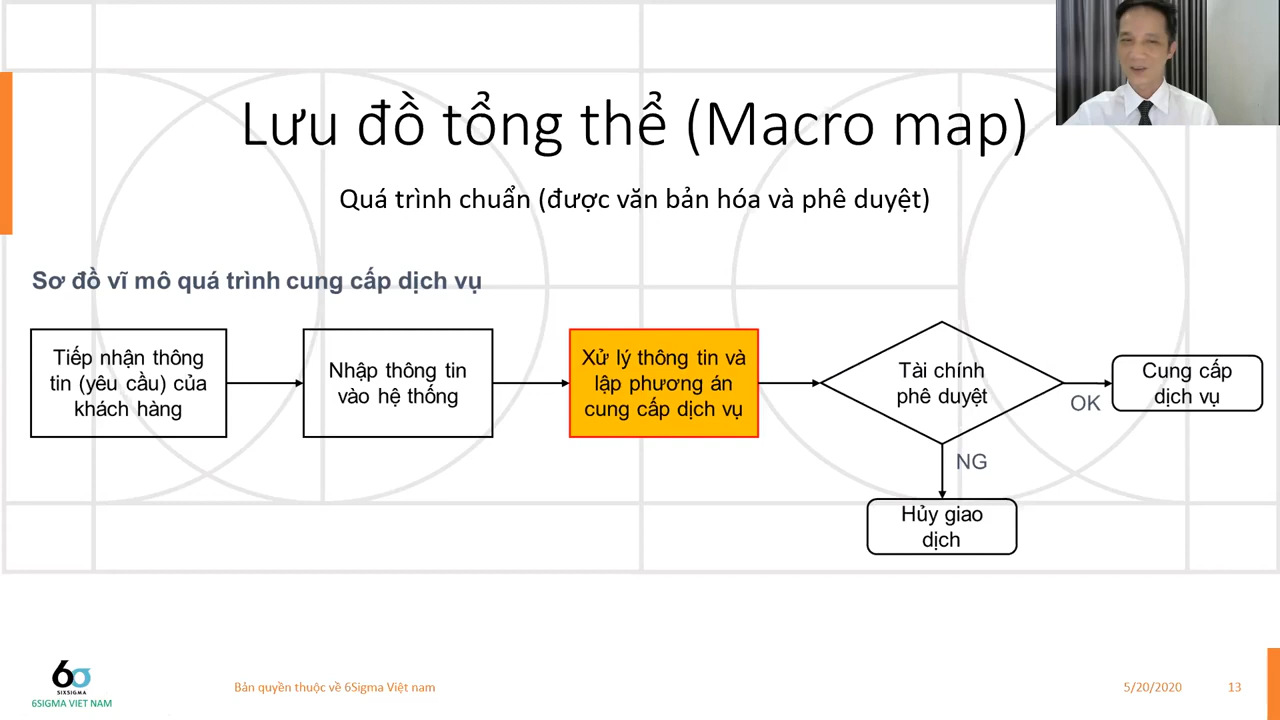 Lưu đồ tổng thể (Macro map)
Quá trình chuẩn (được văn bản hóa và phê duyệt)
Sơ đồ vĩ mô quá trình cung cấp dịch vụ
Tiếp nhận thông
tin (yêu cầu) của
khách hàng
Nhập thông tin
vào hệ thống
Xử lý thông tin và
lập phương án
cung cấp dịch vụ
Tài chính
phê duyệt
OK
Cung cấp
dịch vụ
NG
Hủy giao
dịch
6σ
SIXSIGMA
6SIGMA VIET NAM
Bản quyền thuộc về 6Sigma Việt nam
5/20/2020
13